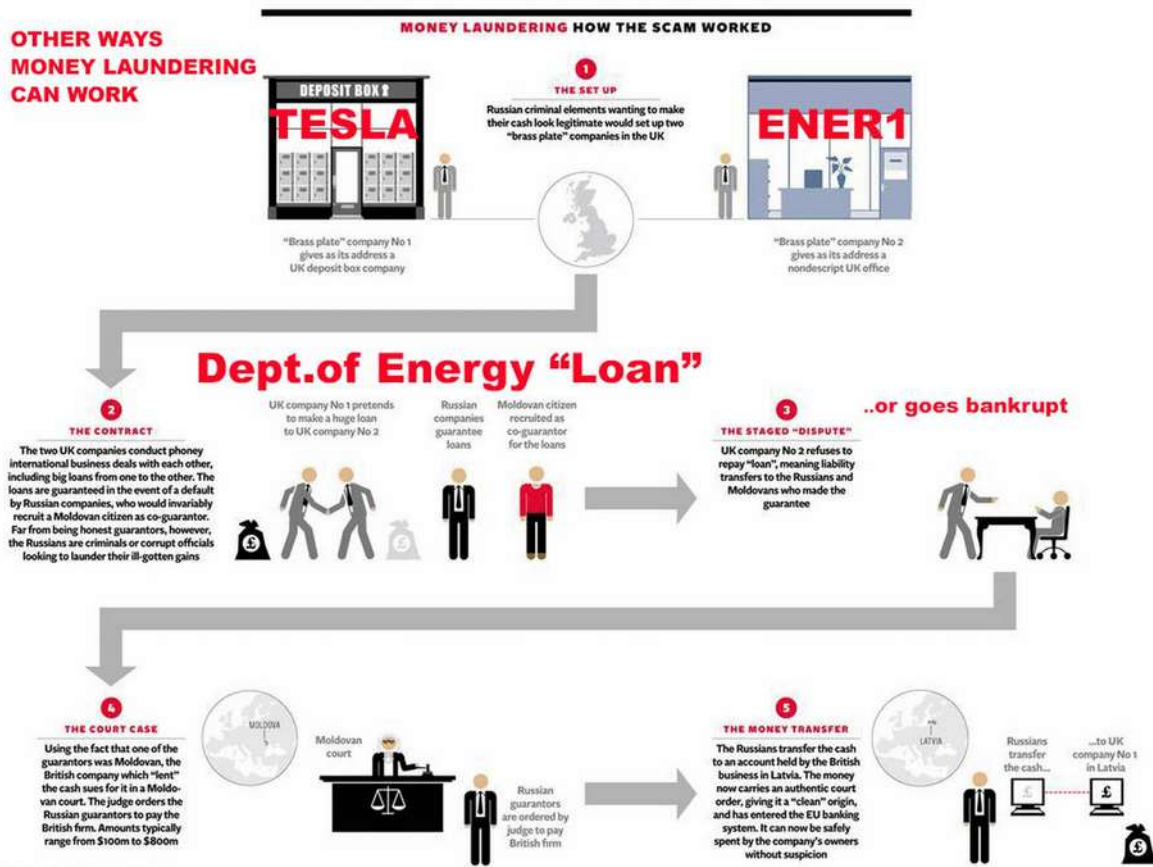 OTHER WAYS
MONEY LAUNDERING
CAN WORK
MONEY LAUNDERING HOW THE SCAM WORKED
1
THE SET UP
Russian criminal elements wanting to make
their cash look legitimate would set up two
"brass plate" companies in the UK
DEPOSIT BOX
TESLA
ENER1
"Brass plate" company No 1
gives as its address a
UK deposit box company
"Brass plate" company No 2
gives as its address a
nondescript UK office
Dept.of Energy "Loan"
2
THE CONTRACT
The two UK companies conduct phoney
international business deals with each other,
including big loans from one to the other. The
loans are guaranteed in the event of a default
by Russian companies, who would invariably
recruit a Moldovan citizen as co-guarantor.
Far from being honest guarantors, however,
the Russians are criminals or corrupt officials
looking to launder their ill-gotten gains
UK company No 1 pretends
to make a huge loan
to UK company No 2
Russian
companies
guarantee
loans
Moldovan citizen
recruited as
co-guarantor
for the loans
£
£
3
THE STAGED "DISPUTE"
UK company No 2 refuses to
repay "loan", meaning liability
transfers to the Russians and
Moldovans who made the
guarantee
..or goes bankrupt
4
THE COURT CASE
Using the fact that one of the
guarantors was Moldovan, the
British company which "lent"
the cash sues for it in a Moldo-
van court. The judge orders the
Russian guarantors to pay the
British firm. Amounts typically
range from $100m to $800m
MOLDOVA
Moldovan
court
Russian
guarantors
are ordered by
judge to pay
British firm
5
THE MONEY TRANSFER
The Russians transfer the cash
to an account held by the British
business in Latvia. The money
now carries an authentic court
order, giving it a "clean" origin,
and has entered the EU banking
system. It can now be safely
spent by the company's owners
without suspicion
LATVIA
Russians
transfer
the cash...
...to UK
company No 1
in Latvia
£
£
£